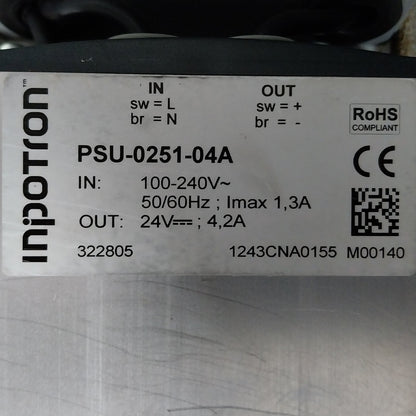 inpotron™
IN OUT
sw = L sw = +
br = N br = -
RoHS
COMPLIANT
PSU-0251-04A
CE
IN: 100-240V~
50/60Hz ; Imax 1,3A
OUT: 24V⎓ ; 4,2A
322805 1243CNA0155 M00140